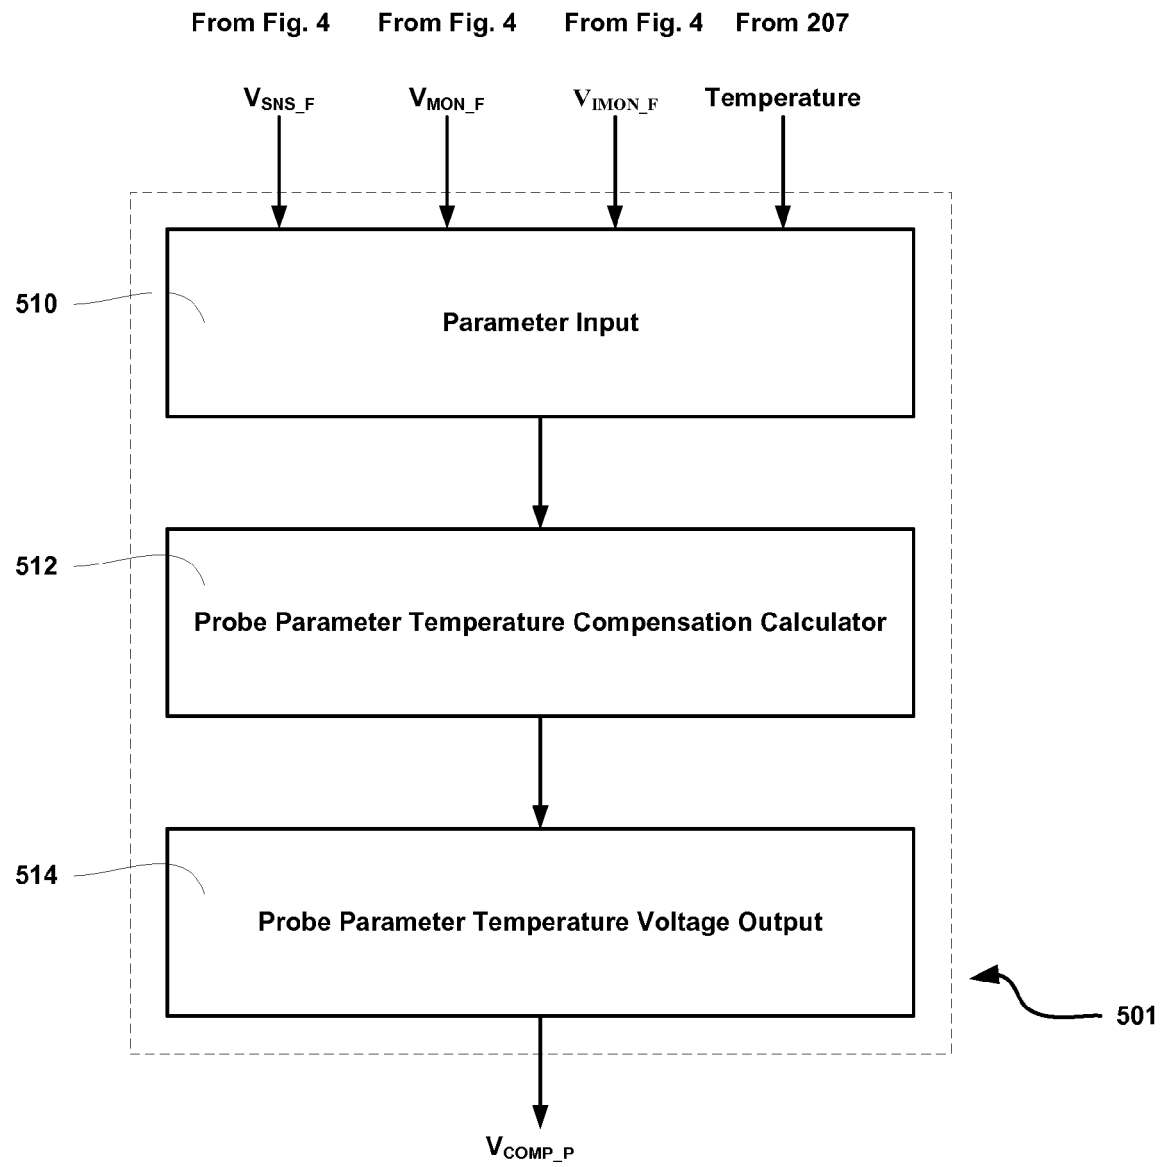 From Fig. 4 From Fig. 4 From Fig. 4 From 207
VSNS_F VMON_F VIMON_F Temperature
510
Parameter Input
512
Probe Parameter Temperature Compensation Calculator
514
Probe Parameter Temperature Voltage Output
501
VCOMP_P